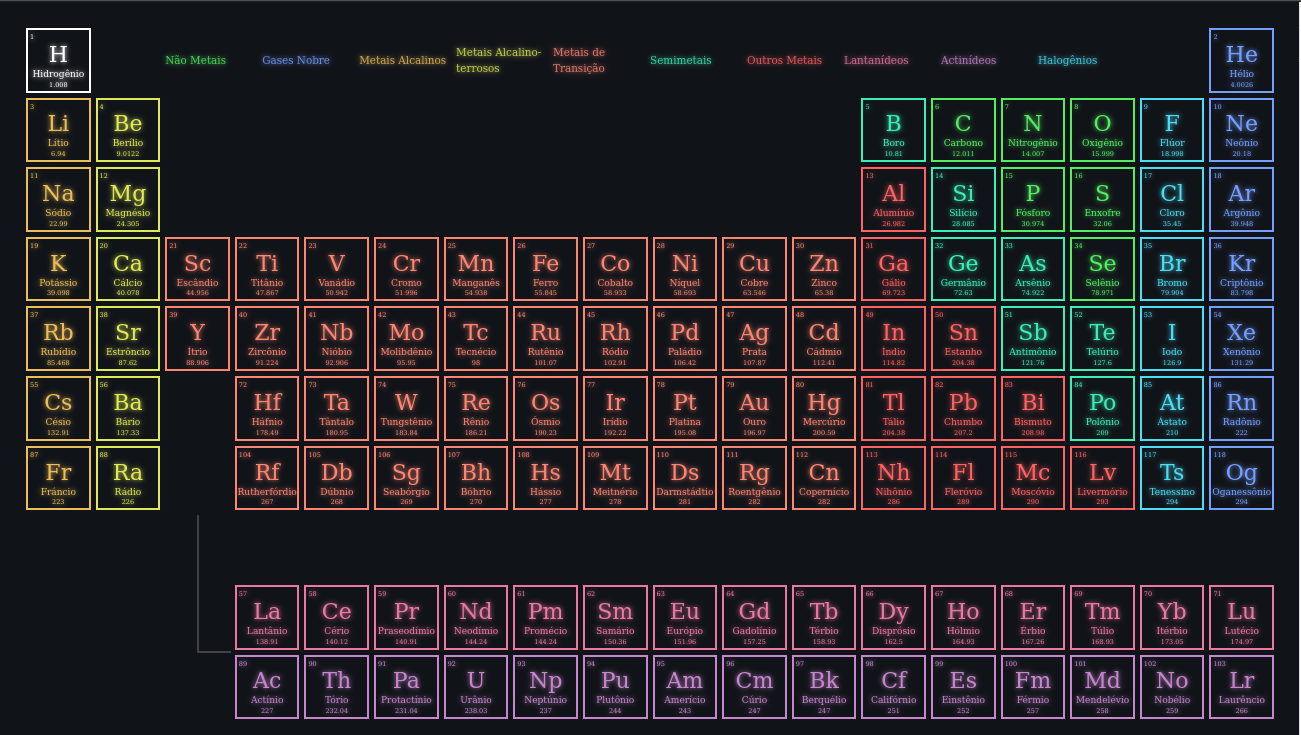 1
H
Hidrogênio
1.008
Não Metais
Gases Nobre
Metais Alcalinos
Metais Alcalino-
terrosos
Metais de
Transição
Semimetais
Outros Metais
Lantanídeos
Actinídeos
Halogênios
2
He
Hélio
4.0026
3
Li
Lítio
6.94
4
Be
Berílio
9.0122
5
B
Boro
10.81
6
C
Carbono
12.011
7
N
Nitrogênio
14.007
8
O
Oxigênio
15.999
9
F
Flúor
18.998
10
Ne
Neônio
20.18
11
Na
Sódio
22.99
12
Mg
Magnésio
24.305
13
Al
Alumínio
26.982
14
Si
Silício
28.085
15
P
Fósforo
30.974
16
S
Enxofre
32.06
17
Cl
Cloro
35.45
18
Ar
Argônio
39.948
19
K
Potássio
39.098
20
Ca
Cálcio
40.078
21
Sc
Escândio
44.956
22
Ti
Titânio
47.867
23
V
Vanádio
50.942
24
Cr
Cromo
51.996
25
Mn
Manganês
54.938
26
Fe
Ferro
55.845
27
Co
Cobalto
58.933
28
Ni
Níquel
58.693
29
Cu
Cobre
63.546
30
Zn
Zinco
65.38
31
Ga
Gálio
69.723
32
Ge
Germânio
72.63
33
As
Arsênio
74.922
34
Se
Selênio
78.971
35
Br
Bromo
79.904
36
Kr
Criptônio
83.798
37
Rb
Rubídio
85.468
38
Sr
Estrôncio
87.62
39
Y
Ítrio
88.906
40
Zr
Zircônio
91.224
41
Nb
Nióbio
92.906
42
Mo
Molibdênio
95.95
43
Tc
Tecnécio
98
44
Ru
Rutênio
101.07
45
Rh
Ródio
102.91
46
Pd
Paládio
106.42
47
Ag
Prata
107.87
48
Cd
Cádmio
112.41
49
In
Índio
114.82
50
Sn
Estanho
204.38
51
Sb
Antimônio
121.76
52
Te
Telúrio
127.6
53
I
Iodo
126.9
54
Xe
Xenônio
131.29
55
Cs
Césio
132.91
56
Ba
Bário
137.33
72
Hf
Háfnio
178.49
73
Ta
Tântalo
180.95
74
W
Tungstênio
183.84
75
Re
Rênio
186.21
76
Os
Ósmio
190.23
77
Ir
Irídio
192.22
78
Pt
Platina
195.08
79
Au
Ouro
196.97
80
Hg
Mercúrio
200.59
81
Tl
Tálio
204.38
82
Pb
Chumbo
207.2
83
Bi
Bismuto
208.98
84
Po
Polônio
209
85
At
Ástato
210
86
Rn
Radônio
222
87
Fr
Frâncio
223
88
Ra
Rádio
226
104
Rf
Rutherfórdio
267
105
Db
Dúbnio
268
106
Sg
Seabórgio
269
107
Bh
Bóhrio
270
108
Hs
Hássio
277
109
Mt
Meitnério
278
110
Ds
Darmstádtio
281
111
Rg
Roentgênio
282
112
Cn
Copernício
282
113
Nh
Nihônio
286
114
Fl
Fleróvio
289
115
Mc
Moscóvio
290
116
Lv
Livermório
293
117
Ts
Tenessino
294
118
Og
Oganessônio
294
57
La
Lantânio
138.91
58
Ce
Cério
140.12
59
Pr
Praseodímio
140.91
60
Nd
Neodímio
144.24
61
Pm
Promécio
144.24
62
Sm
Samário
150.36
63
Eu
Európio
151.96
64
Gd
Gadolínio
157.25
65
Tb
Térbio
158.93
66
Dy
Disprósio
162.5
67
Ho
Hólmio
164.93
68
Er
Érbio
167.26
69
Tm
Túlio
168.93
70
Yb
Itérbio
173.05
71
Lu
Lutécio
174.97
89
Ac
Actínio
227
90
Th
Tório
232.04
91
Pa
Protactínio
231.04
92
U
Urânio
238.03
93
Np
Neptúnio
237
94
Pu
Plutônio
244
95
Am
Amerício
243
96
Cm
Cúrio
247
97
Bk
Berquélio
247
98
Cf
Califórnio
251
99
Es
Einstênio
252
100
Fm
Férmio
257
101
Md
Mendelévio
258
102
No
Nobélio
259
103
Lr
Laurêncio
266